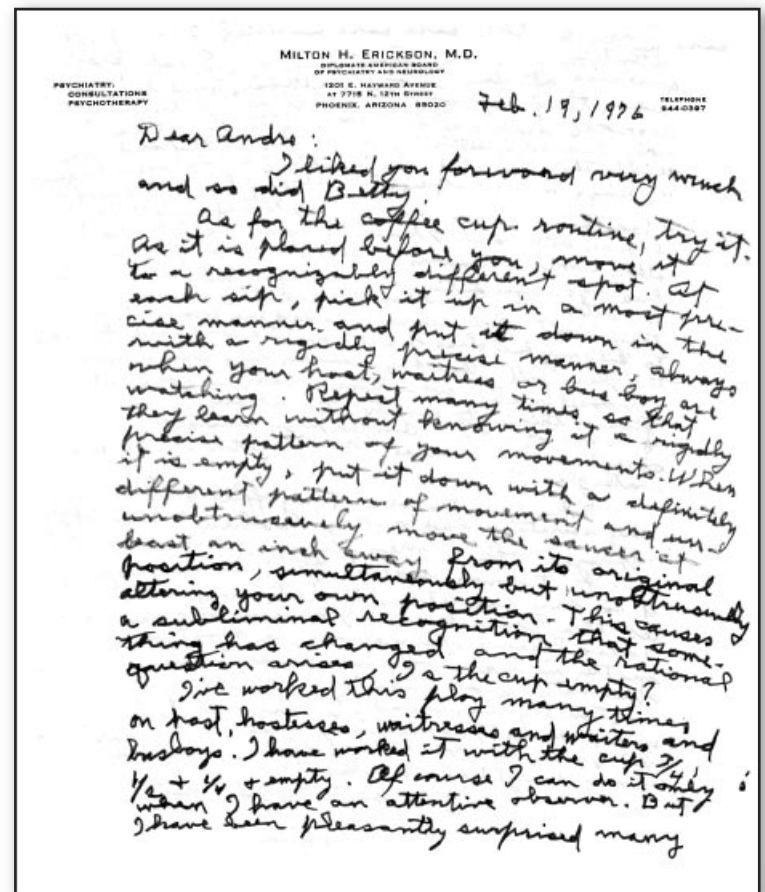 MILTON H. ERICKSON, M.D.
DIPLOMATE AMERICAN BOARD
OF PSYCHIATRY AND NEUROLOGY
PSYCHIATRY:
CONSULTATIONS
PSYCHOTHERAPY
1201 E. HAYWARD AVENUE
AT 7715 N. 12TH STREET
PHOENIX, ARIZONA 85020
TELEPHONE
944-0387
Feb. 19, 1976
Dear Andre:
I liked you foreword very much
and so did Betty.
As for the coffee cup routine, try it.
As it is placed before you, move it
to a recognizably different spot. At
each sip, pick it up in a most pre-
cise manner and put it down in the
with a rigidly precise manner, always
when your host, waitress or bus boy are
watching. Repeat many times so that
they learn without knowing it a rigidly
precise pattern of your movements. When
it is empty, put it down with a definitely
different pattern of movement and un-
unobtrusively move the saucer at
least an inch away from its original
position, simultaneously but unobtrusively
altering your own position. This causes
a subliminal recognition that some-
thing has changed and the rational
question arises, Is the cup empty?
I've worked this ploy many times
on host, hostesses, waitresses and waiters and
busboys. I have worked it with the cup 3/4,
1/2 + 1/4 + empty. Of course I can do it only
when I have an attentive observer. But
I have been pleasantly surprised many